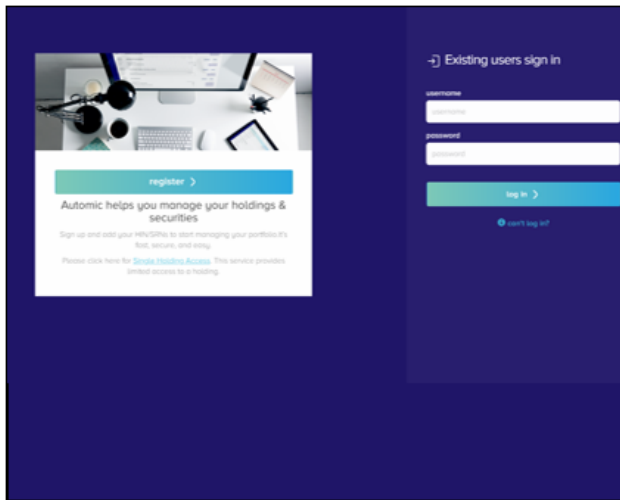 register >
Automic helps you manage your holdings &
securities
Sign up and add your HIN/SRNs to start managing your portfolio it's
fast, secure, and easy.
Please click here for Single Holding Access. This service provides
limited access to a holding.
Existing users sign in
username
username
password
password
log in >
can't log in?